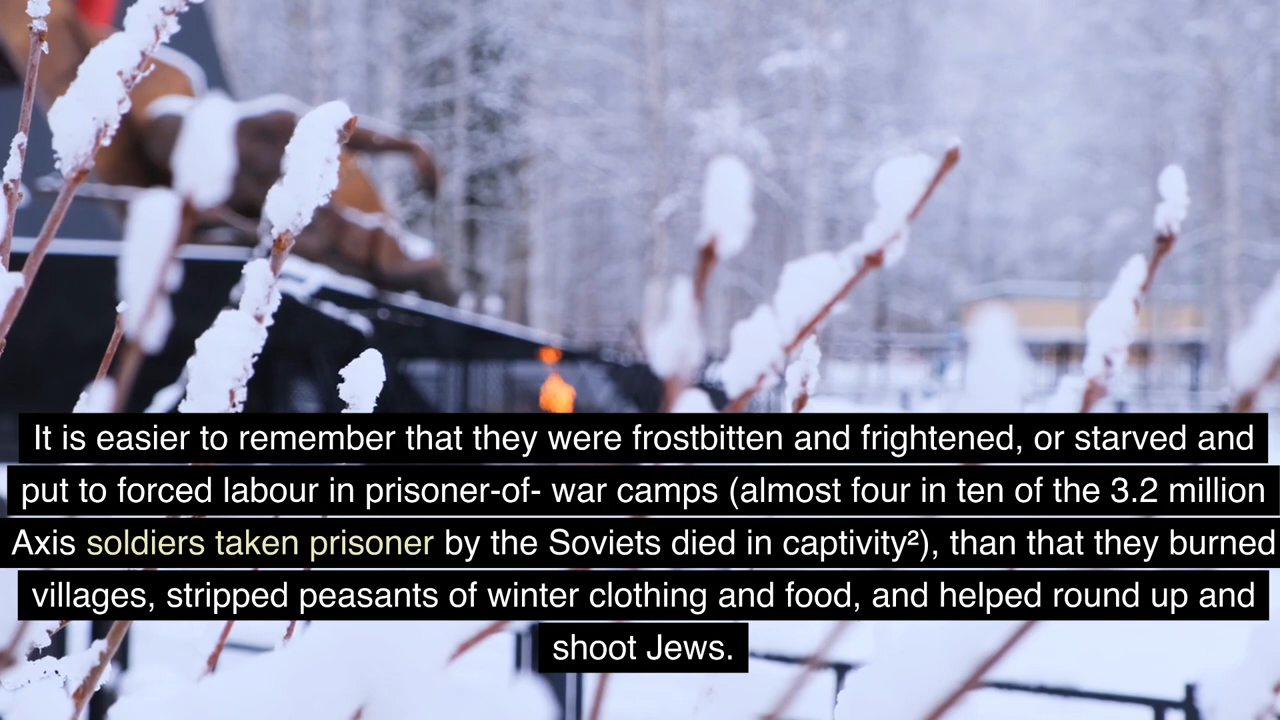 It is easier to remember that they were frostbitten and frightened, or starved and
put to forced labour in prisoner-of- war camps (almost four in ten of the 3.2 million
Axis soldiers taken prisoner by the Soviets died in captivity²), than that they burned
villages, stripped peasants of winter clothing and food, and helped round up and
shoot Jews.